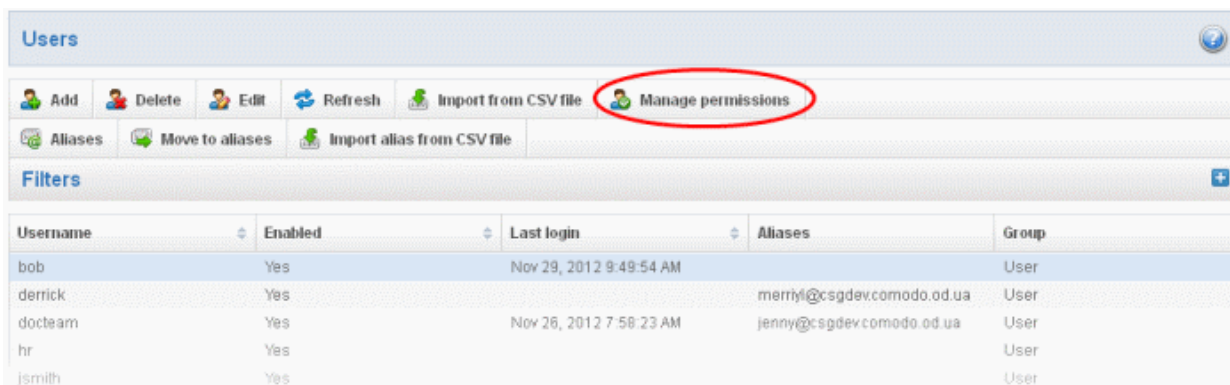 Users
Add Delete Edit Refresh Import from CSV file Manage permissions
Aliases Move to aliases Import alias from CSV file
Filters
Username Enabled Last login Aliases Group
bob Yes Nov 29, 2012 9:49:54 AM User
derrick Yes merriyl@csgdev.comodo.od.ua User
docteam Yes Nov 26, 2012 7:58:23 AM jenny@csgdev.comodo.od.ua User
hr Yes User
jsmith Yes User